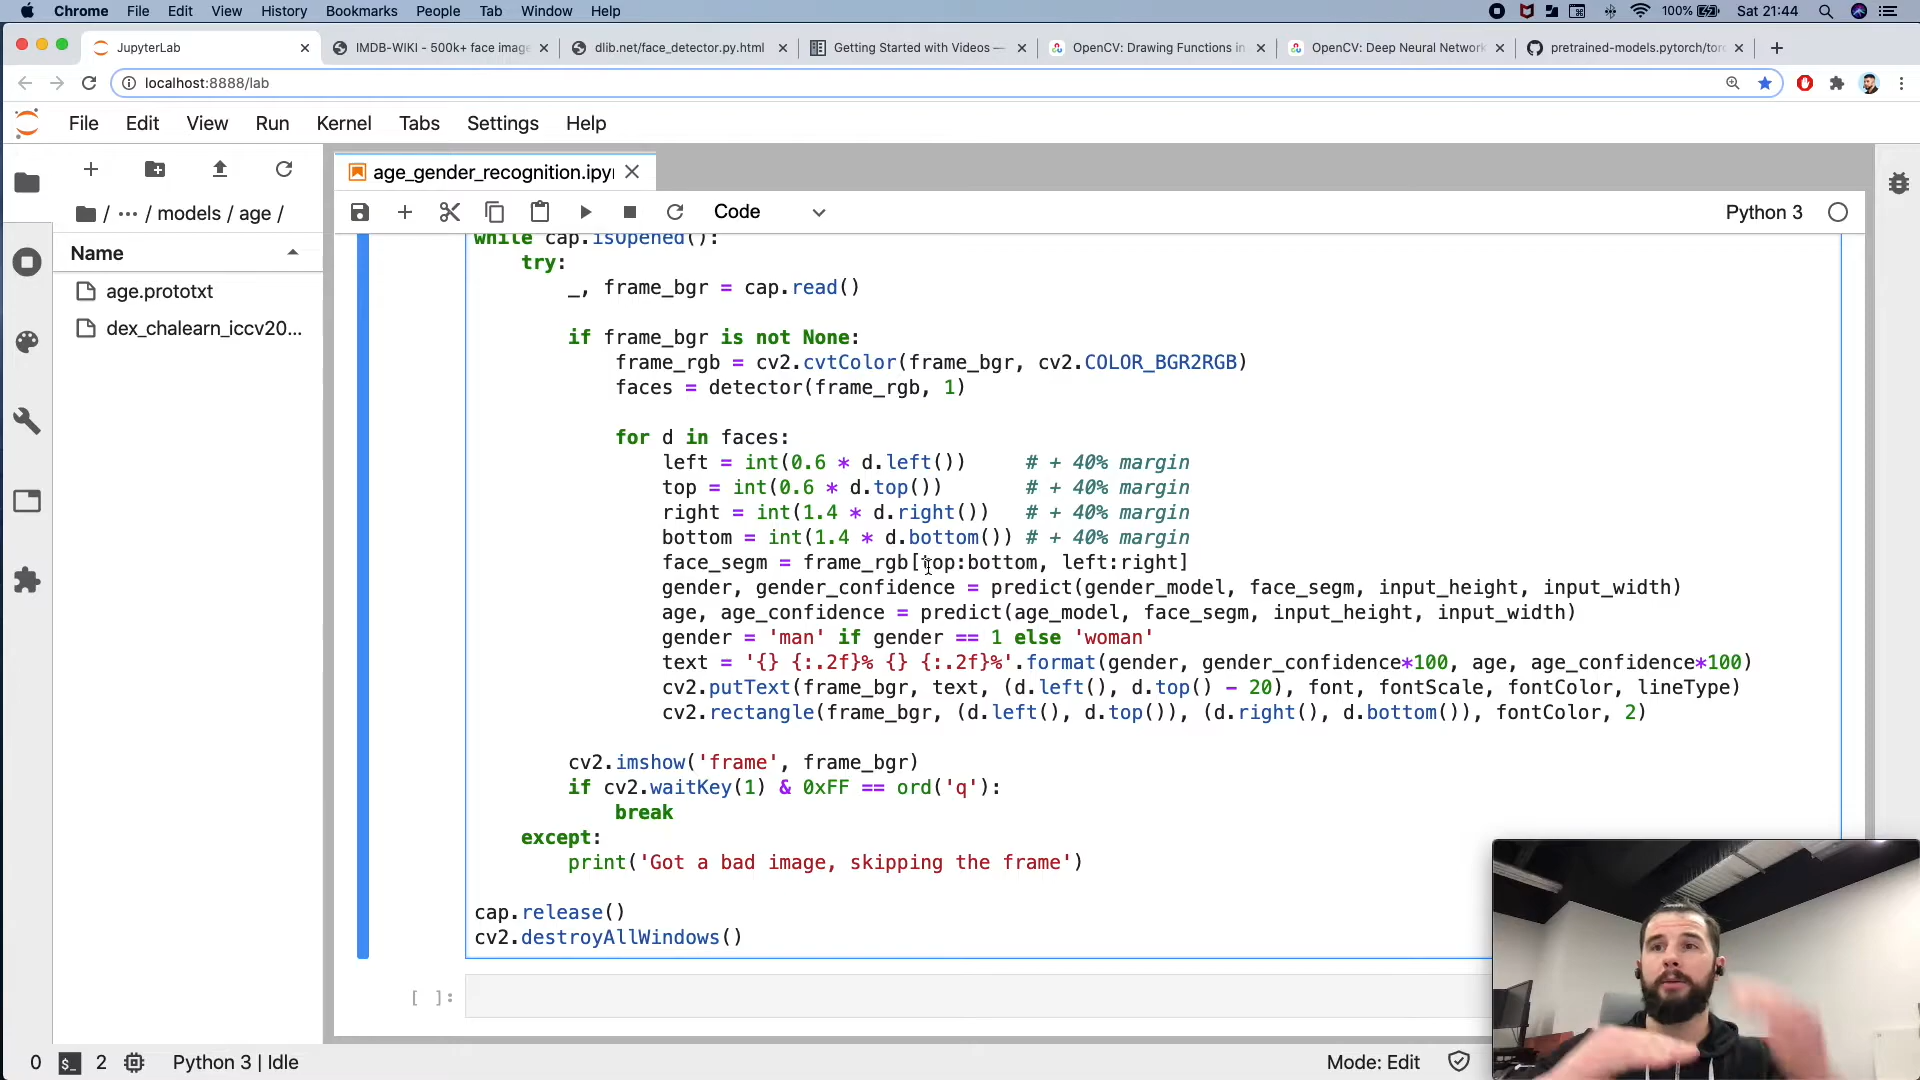 Chrome File Edit View History Bookmarks People Tab Window Help
100% Sat 21:44
JupyterLab
IMDB-WIKI - 500k+ face image
dlib.net/face_detector.py.html
Getting Started with Videos —
OpenCV: Drawing Functions in
OpenCV: Deep Neural Network
pretrained-models.pytorch/tor
localhost:8888/lab
File Edit View Run Kernel Tabs Settings Help
age_gender_recognition.ipyn
/ ··· / models / age /
Code
Python 3
Name
age.prototxt
dex_chalearn_iccv20...
while cap.isOpened():
try:
_, frame_bgr = cap.read()
if frame_bgr is not None:
frame_rgb = cv2.cvtColor(frame_bgr, cv2.COLOR_BGR2RGB)
faces = detector(frame_rgb, 1)
for d in faces:
left = int(0.6 * d.left()) # + 40% margin
top = int(0.6 * d.top()) # + 40% margin
right = int(1.4 * d.right()) # + 40% margin
bottom = int(1.4 * d.bottom()) # + 40% margin
face_segm = frame_rgb[top:bottom, left:right]
gender, gender_confidence = predict(gender_model, face_segm, input_height, input_width)
age, age_confidence = predict(age_model, face_segm, input_height, input_width)
gender = 'man' if gender == 1 else 'woman'
text = '{} {:.2f}% {} {:.2f}%'.format(gender, gender_confidence*100, age, age_confidence*100)
cv2.putText(frame_bgr, text, (d.left(), d.top() - 20), font, fontScale, fontColor, lineType)
cv2.rectangle(frame_bgr, (d.left(), d.top()), (d.right(), d.bottom()), fontColor, 2)
cv2.imshow('frame', frame_bgr)
if cv2.waitKey(1) & 0xFF == ord('q'):
break
except:
print('Got a bad image, skipping the frame')
cap.release()
cv2.destroyAllWindows()
[ ]:
0 $_ 2 Python 3 | Idle
Mode: Edit